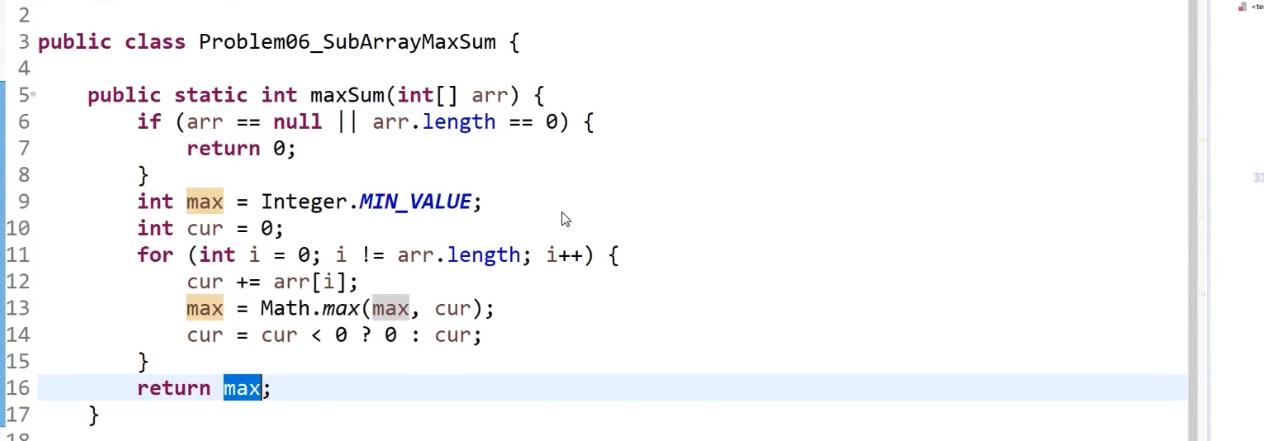 2
3 public class Problem06_SubArrayMaxSum {
4
5     public static int maxSum(int[] arr) {
6         if (arr == null || arr.length == 0) {
7             return 0;
8         }
9         int max = Integer.MIN_VALUE;
10         int cur = 0;
11         for (int i = 0; i != arr.length; i++) {
12             cur += arr[i];
13             max = Math.max(max, cur);
14             cur = cur < 0 ? 0 : cur;
15         }
16         return max;
17     }
18